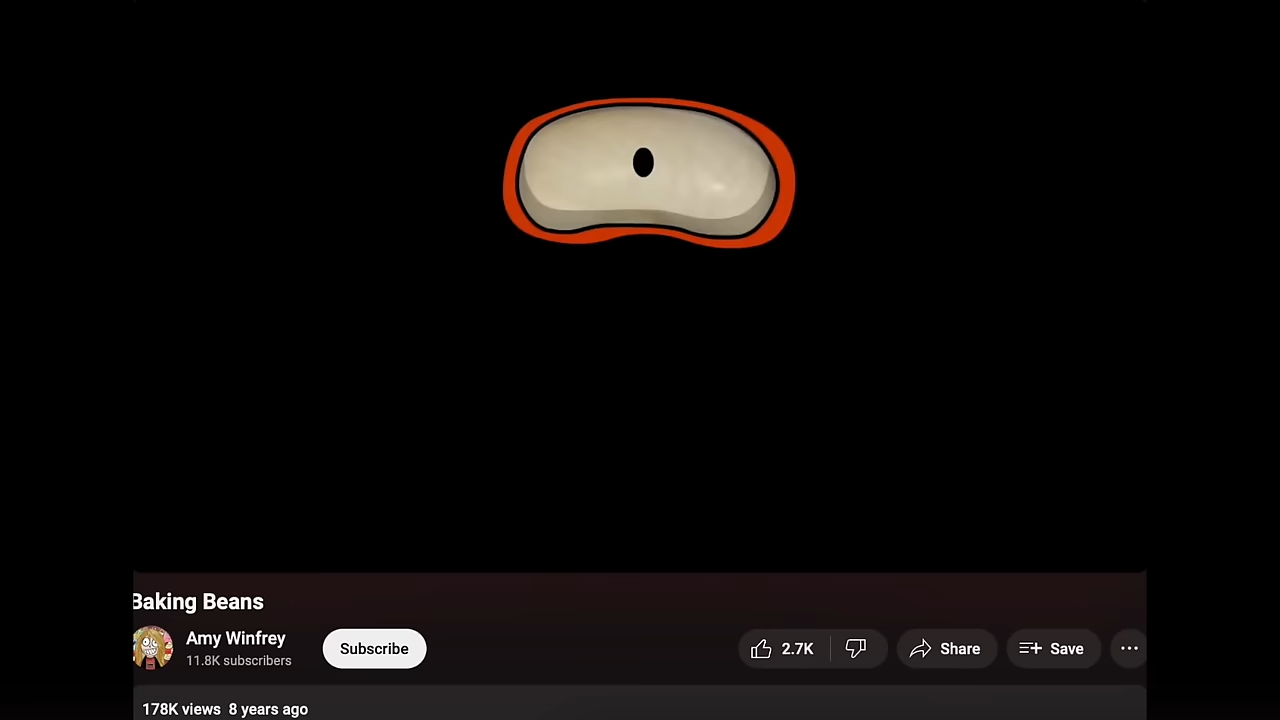 Baking Beans
Amy Winfrey
11.8K subscribers
Subscribe
2.7K
Share
Save
178K views 8 years ago